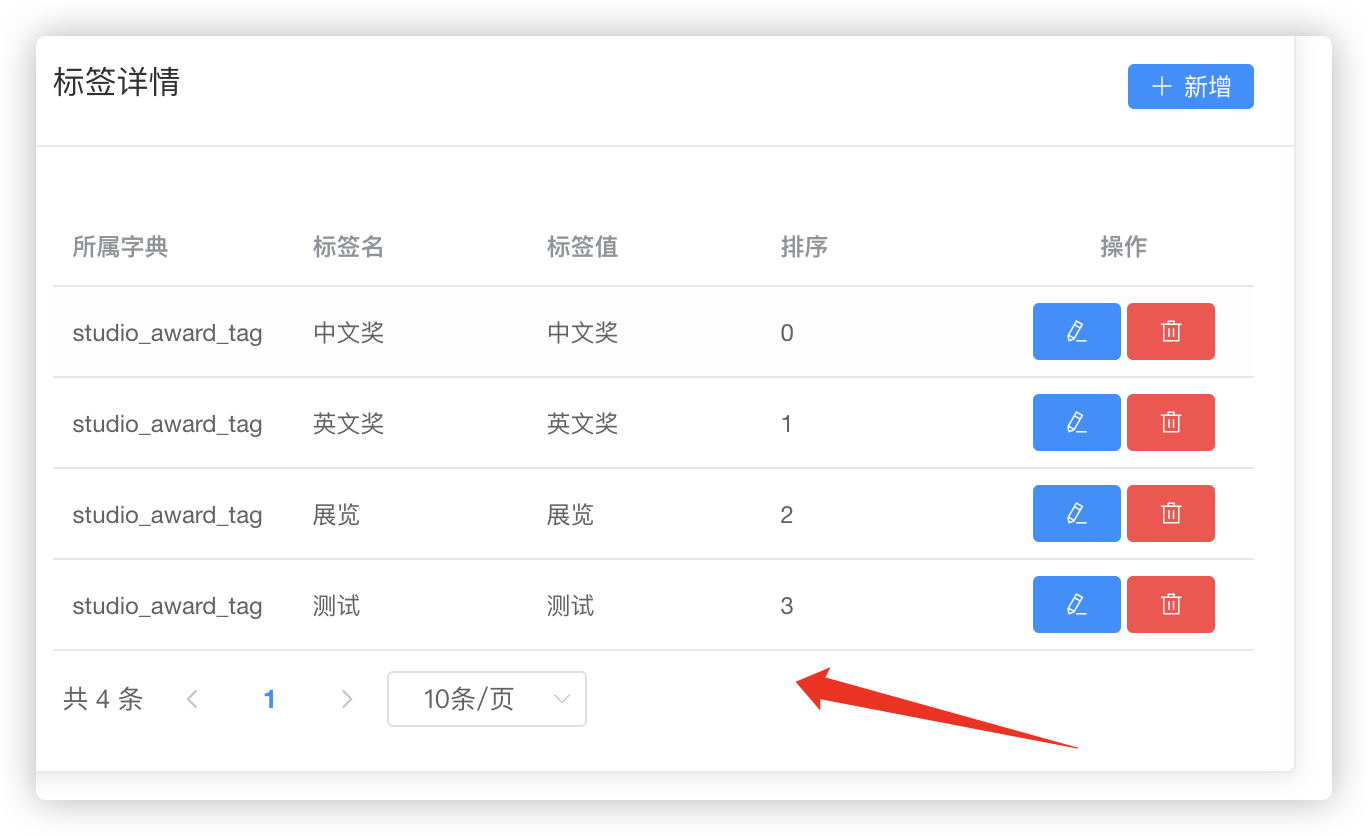 标签详情
新增
所属字典 标签名 标签值 排序 操作
studio_award_tag 中文奖 中文奖 0
studio_award_tag 英文奖 英文奖 1
studio_award_tag 展览 展览 2
studio_award_tag 测试 测试 3
共 4 条 1 10条/页